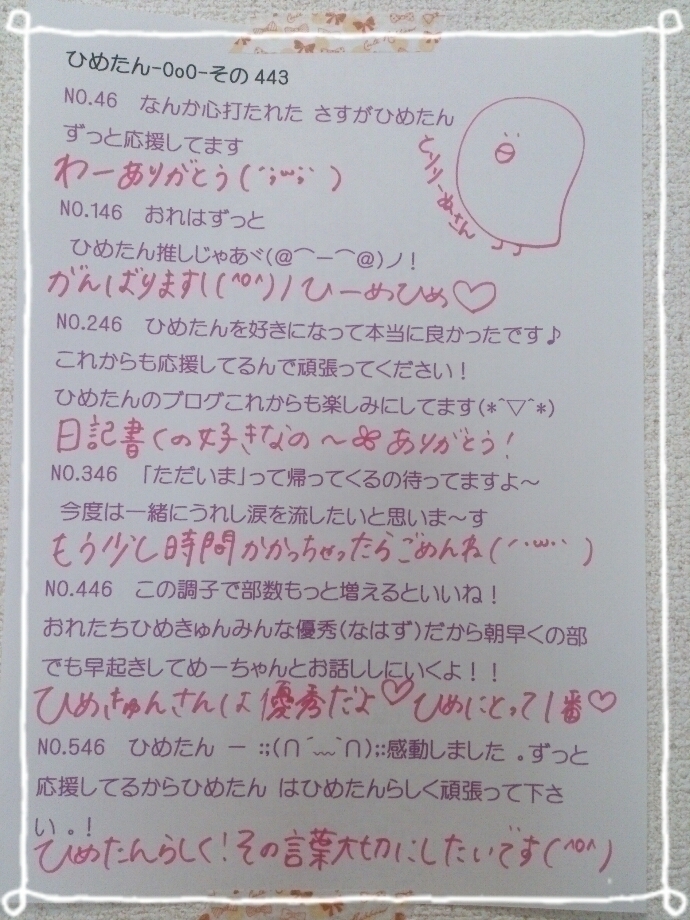 ひめたん-OoO-その443
NO.46　なんか心打たれた さすがひめたん
ずっと応援してます
わーありがとう(´;ω;｀)
NO.146　おれはずっと
ひめたん推しじゃあヾ(@⌒ー⌒@)ノ！
がんばります!(^o^)ﾉ ひーめひめ♡
NO.246　ひめたんを好きになって本当に良かったです♪
これからも応援してるんで頑張ってください！
ひめたんのブログこれからも楽しみにしてます(*^▽^*)
日記書くの好きなの〜✿ありがとう!
NO.346　「ただいま」って帰ってくるの待ってますよ〜
今度は一緒にうれし涙を流したいと思いま〜す
もう少し時間かかっちゃったらごめんね(´･ω･｀)
NO.446　この調子で部数もっと増えるといいね！
おれたちひめきゅんみんな優秀(なはず)だから朝早くの部
でも早起きしてめーちゃんとお話ししにいくよ！！
ひめきゅんさんは優秀だよ♡ひめにとって1番♡
NO.546　ひめたん － :;(∩´﹏`∩);:感動しました 。ずっと
応援してるからひめたん はひめたんらしく頑張って下さ
い 。！
ひめたんらしく!その言葉大切にしたいです(^o^)